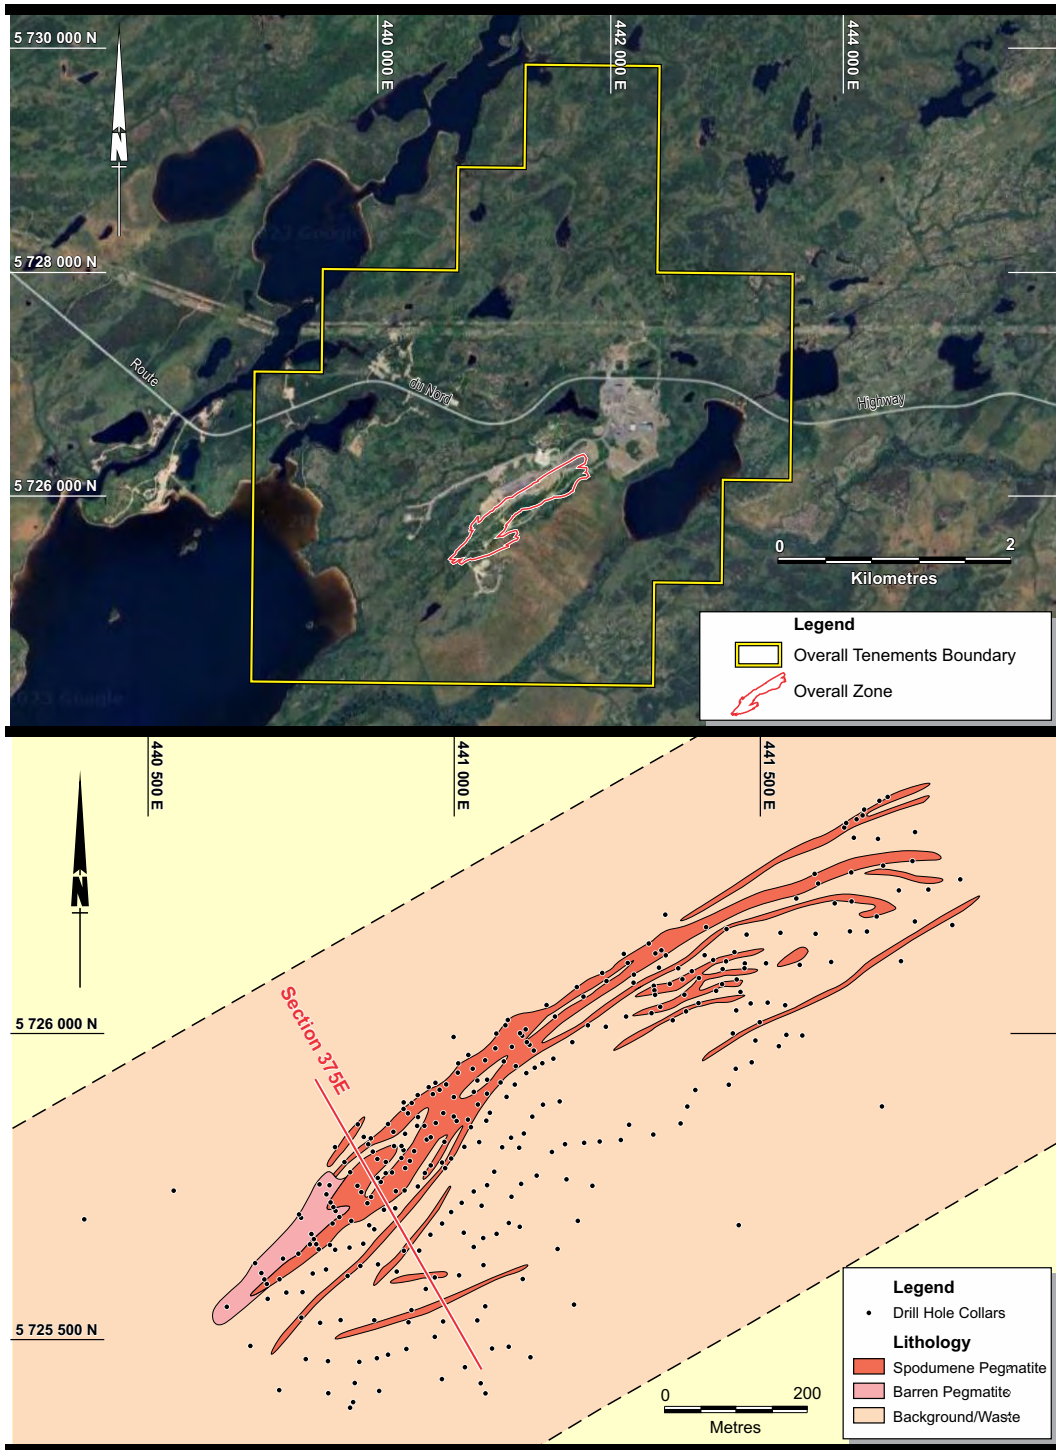 5 730 000 N
440 000 E
442 000 E
444 000 E
N
5 728 000 N
Route
du Nord
Highway
5 726 000 N
0 2
Kilometres
Legend
Overall Tenements Boundary
Overall Zone
440 500 E
441 000 E
441 500 E
N
Section 375E
5 726 000 N
5 725 500 N
0 200
Metres
Legend
Drill Hole Collars
Lithology
Spodumene Pegmatite
Barren Pegmatite
Background/Waste